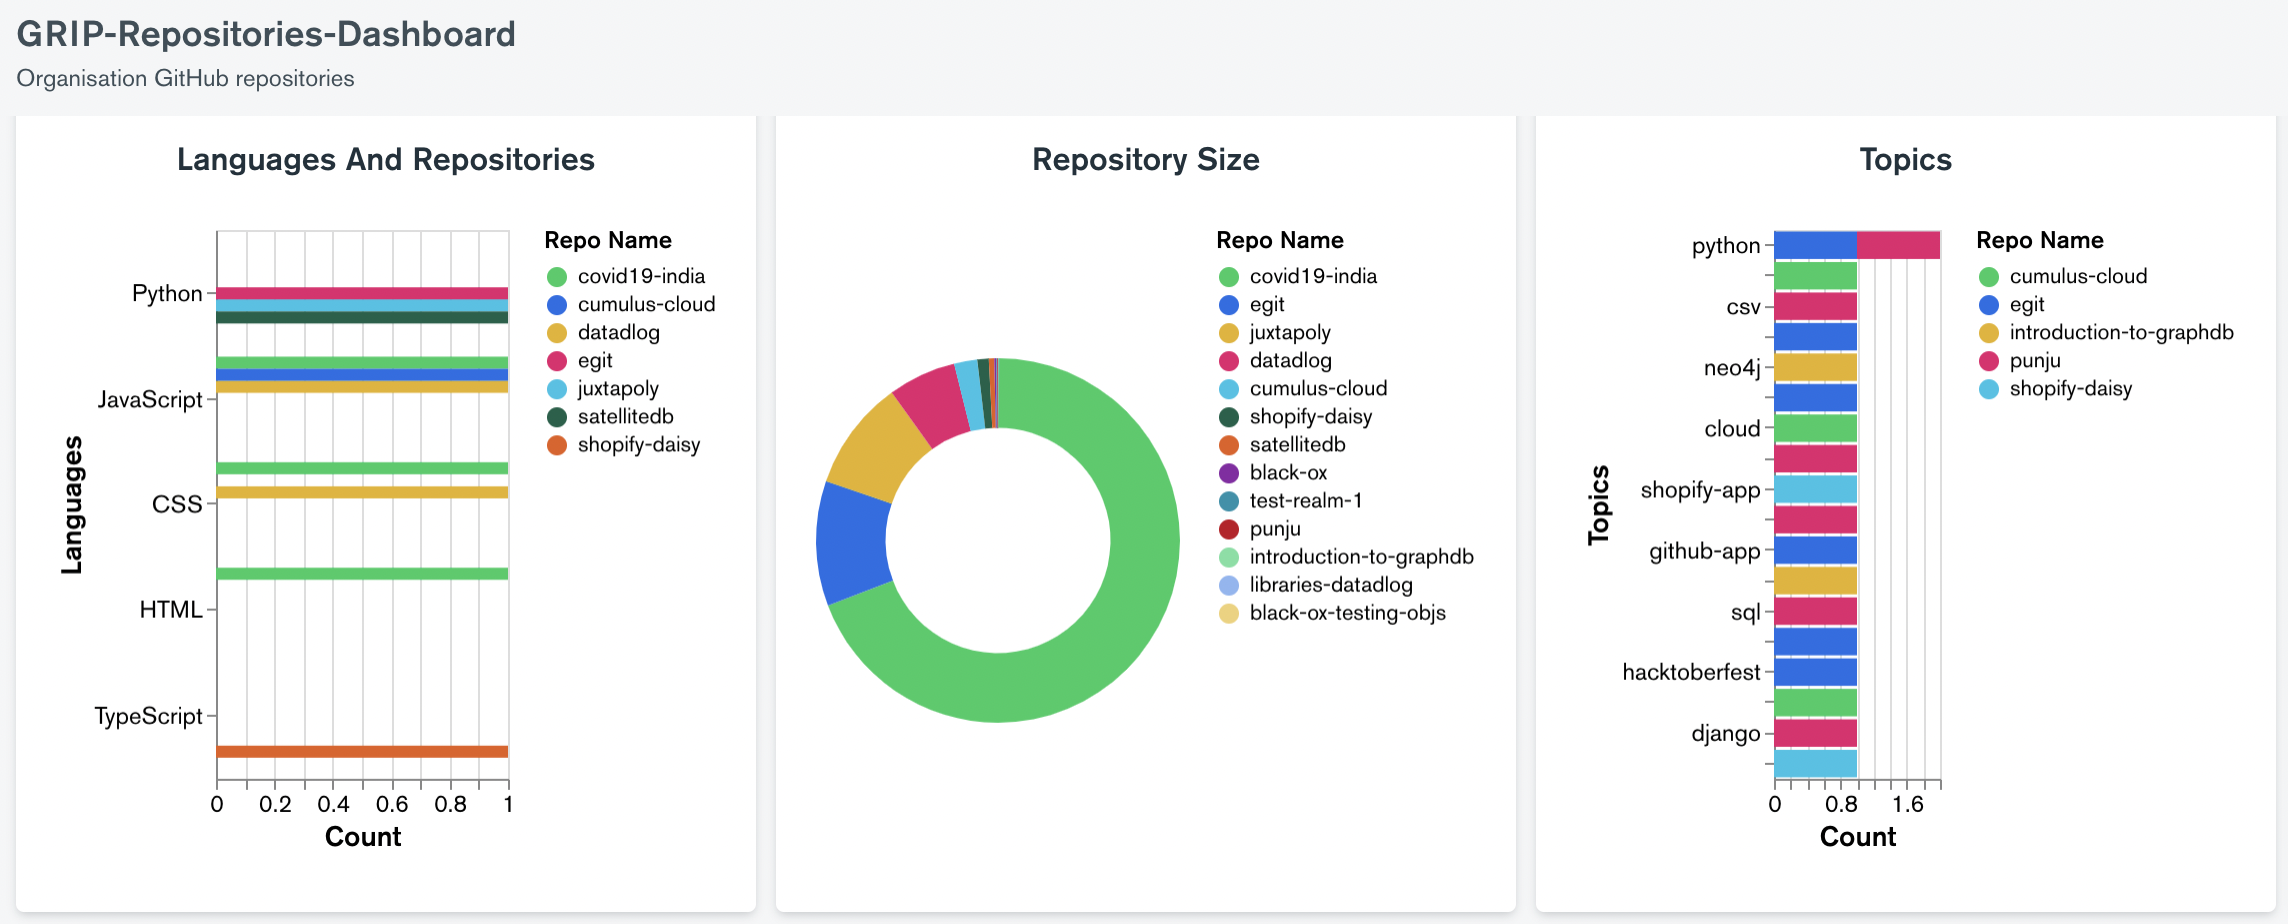 GRIP-Repositories-Dashboard
Organisation GitHub repositories
Languages And Repositories
Languages
Python
JavaScript
CSS
HTML
TypeScript
0 0.2 0.4 0.6 0.8 1
Count
Repo Name
covid19-india
cumulus-cloud
datadlog
egit
juxtapoly
satellitedb
shopify-daisy
Repository Size
Repo Name
covid19-india
egit
juxtapoly
datadlog
cumulus-cloud
shopify-daisy
satellitedb
black-ox
test-realm-1
punju
introduction-to-graphdb
libraries-datadlog
black-ox-testing-objs
Topics
Topics
python
csv
neo4j
cloud
shopify-app
github-app
sql
hacktoberfest
django
0 0.8 1.6
Count
Repo Name
cumulus-cloud
egit
introduction-to-graphdb
punju
shopify-daisy